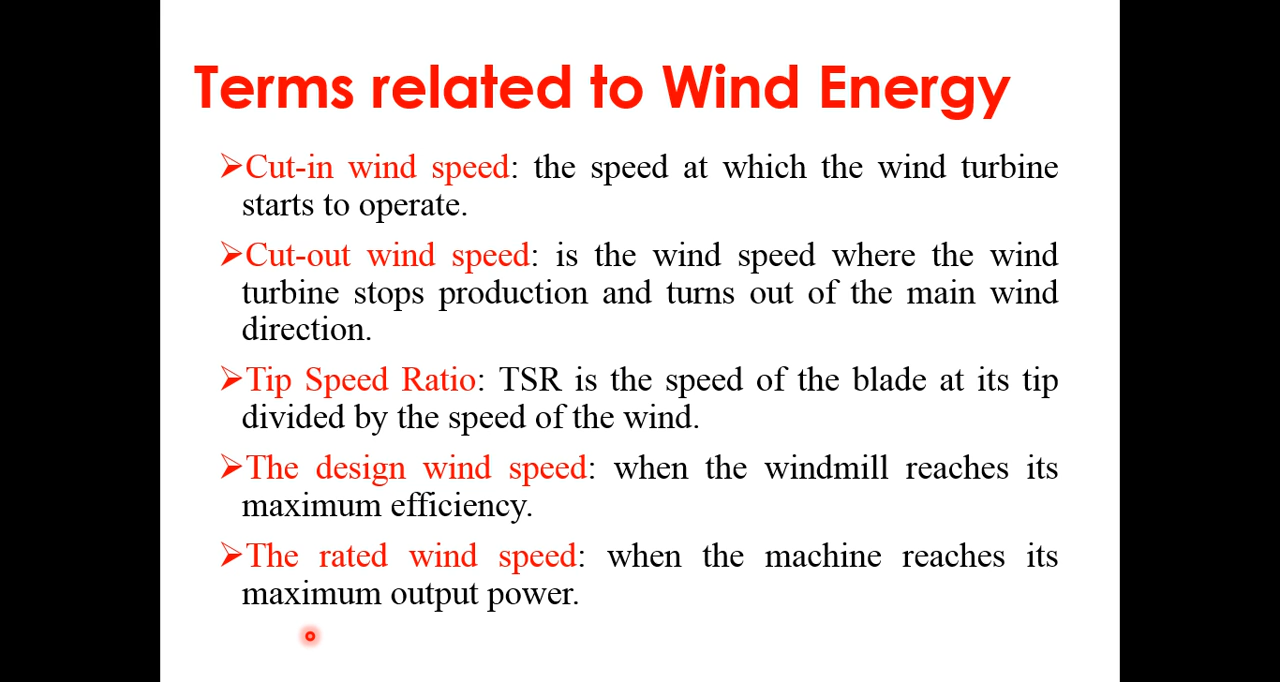 Terms related to Wind Energy
➢Cut-in wind speed: the speed at which the wind turbine
starts to operate.
➢Cut-out wind speed: is the wind speed where the wind
turbine stops production and turns out of the main wind
direction.
➢Tip Speed Ratio: TSR is the speed of the blade at its tip
divided by the speed of the wind.
➢The design wind speed: when the windmill reaches its
maximum efficiency.
➢The rated wind speed: when the machine reaches its
maximum output power.